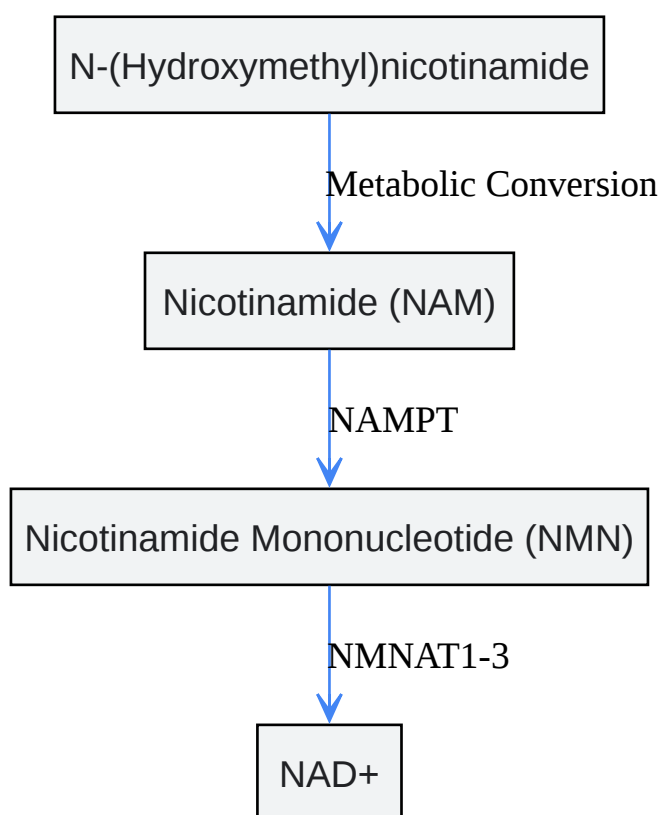 N-(Hydroxymethyl)nicotinamide
Metabolic Conversion
Nicotinamide (NAM)
NAMPT
Nicotinamide Mononucleotide (NMN)
NMNAT1-3
NAD+